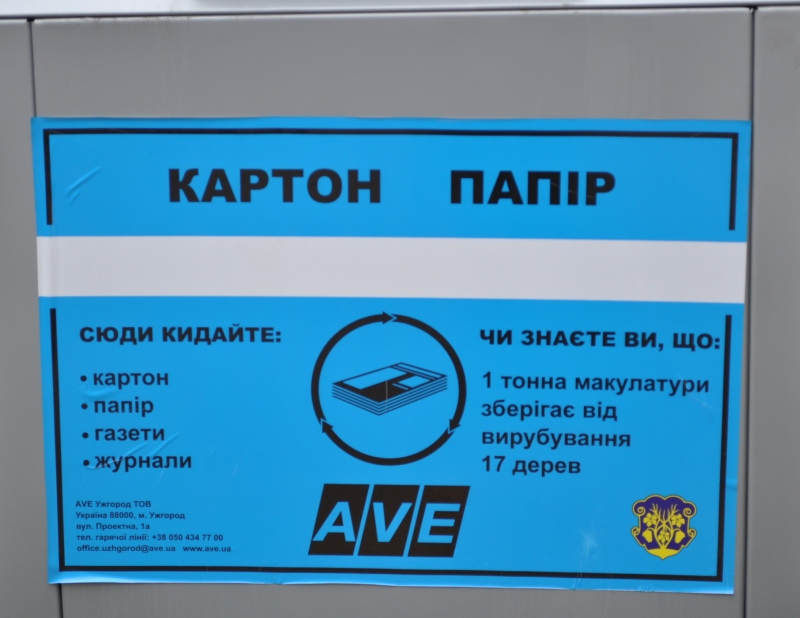 КАРТОН ПАПІР
СЮДИ КИДАЙТЕ:
• картон
• папір
• газети
• журнали
ЧИ ЗНАЄТЕ ВИ, ЩО:
1 тонна макулатури
зберігає від
вирубування
17 дерев
AVE Ужгород ТОВ
Україна 88000, м. Ужгород
вул. Проектна, 1а
тел. гарячої лінії: +38 050 434 77 00
office.uzhgorod@ave.ua www.ave.ua
AVE